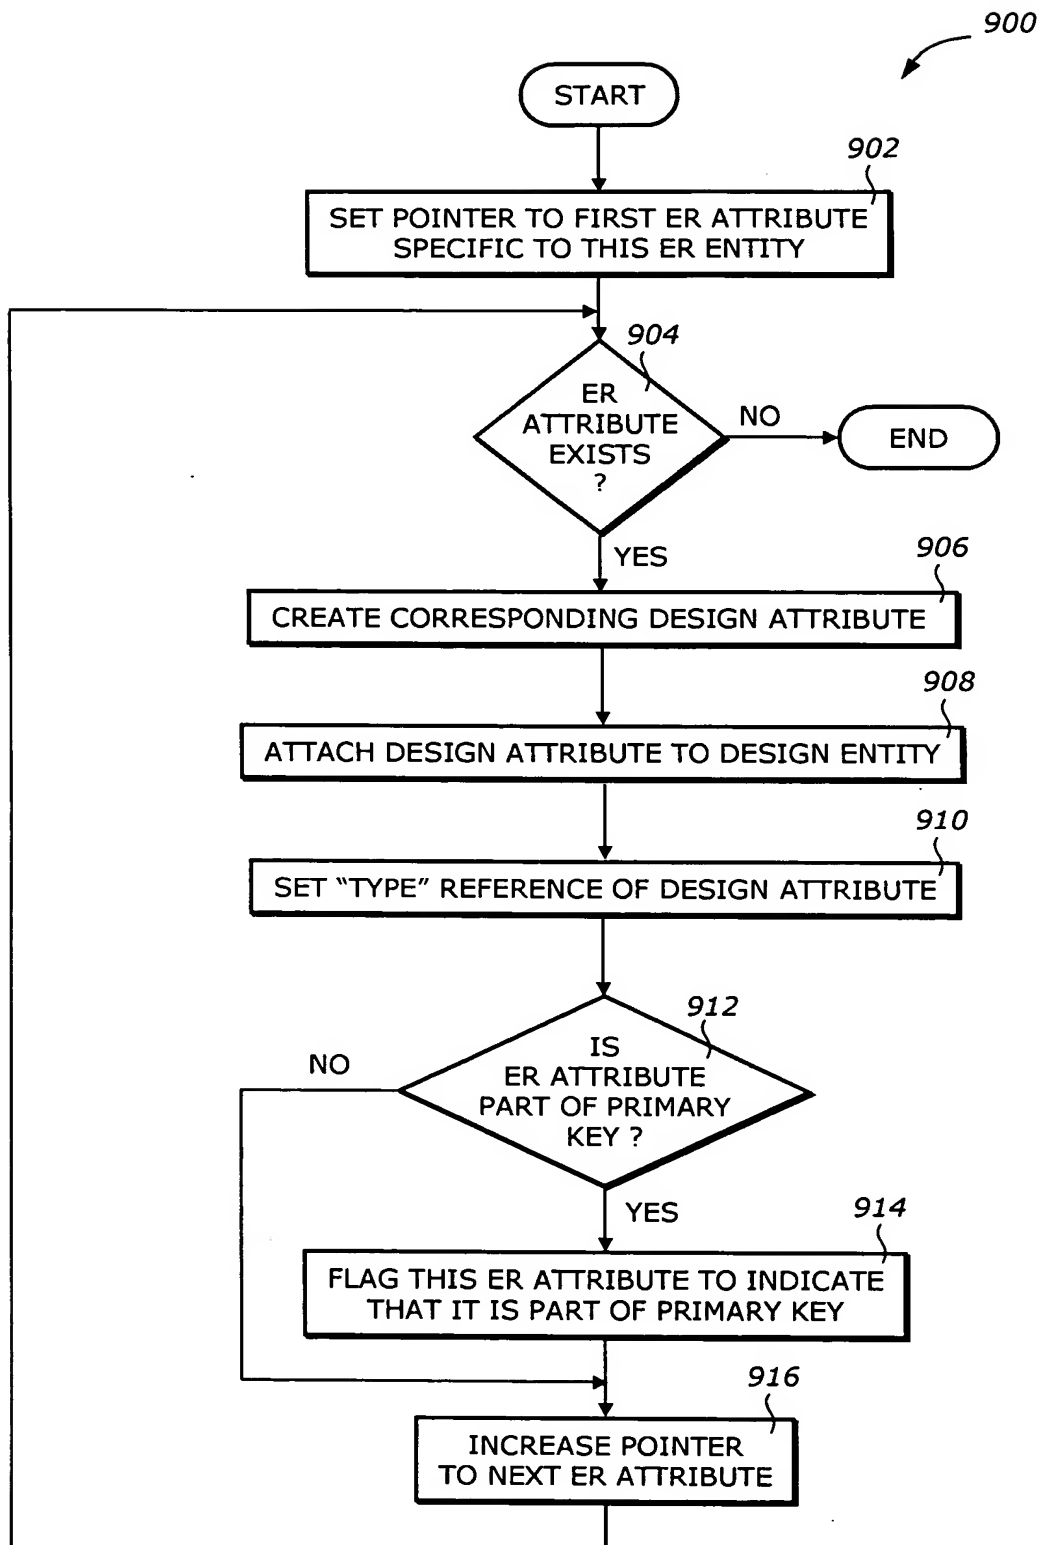 900
START
902
SET POINTER TO FIRST ER ATTRIBUTE
SPECIFIC TO THIS ER ENTITY
904
ER
ATTRIBUTE
EXISTS
?
NO
END
YES
906
CREATE CORRESPONDING DESIGN ATTRIBUTE
908
ATTACH DESIGN ATTRIBUTE TO DESIGN ENTITY
910
SET “TYPE” REFERENCE OF DESIGN ATTRIBUTE
912
IS
ER ATTRIBUTE
PART OF PRIMARY
KEY ?
NO
YES
914
FLAG THIS ER ATTRIBUTE TO INDICATE
THAT IT IS PART OF PRIMARY KEY
916
INCREASE POINTER
TO NEXT ER ATTRIBUTE